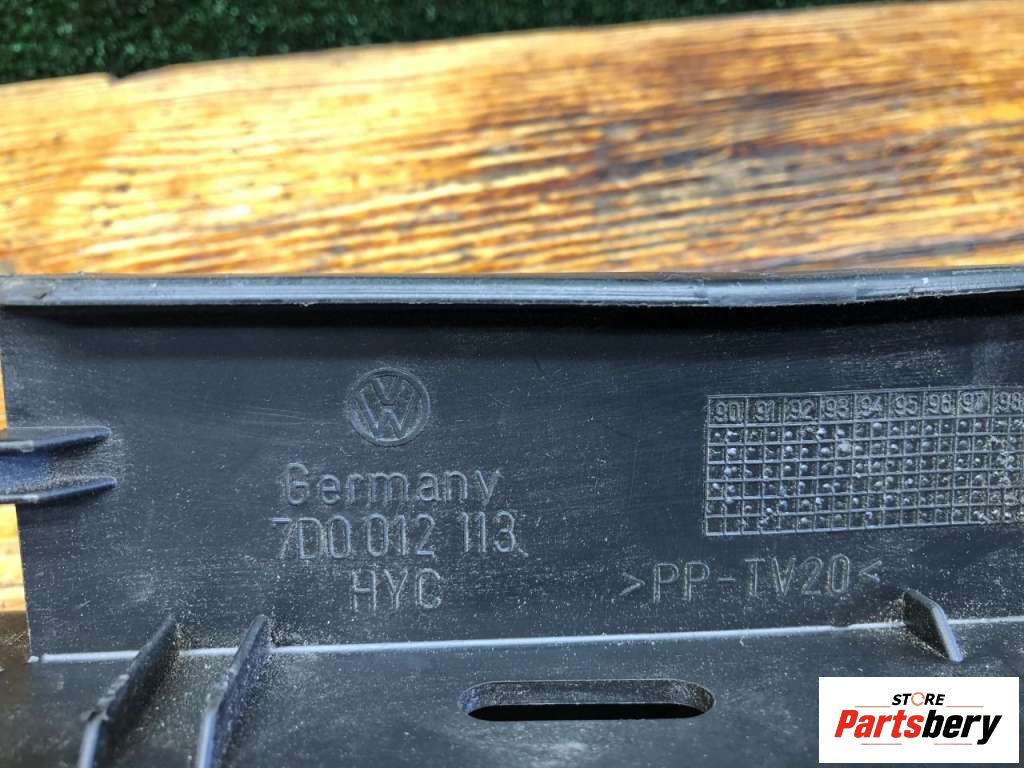 90 91 92 93 94 95 96 97 98
Germany
7D0 012 113
HYC
>PP-TV20<
STORE
Partsbery